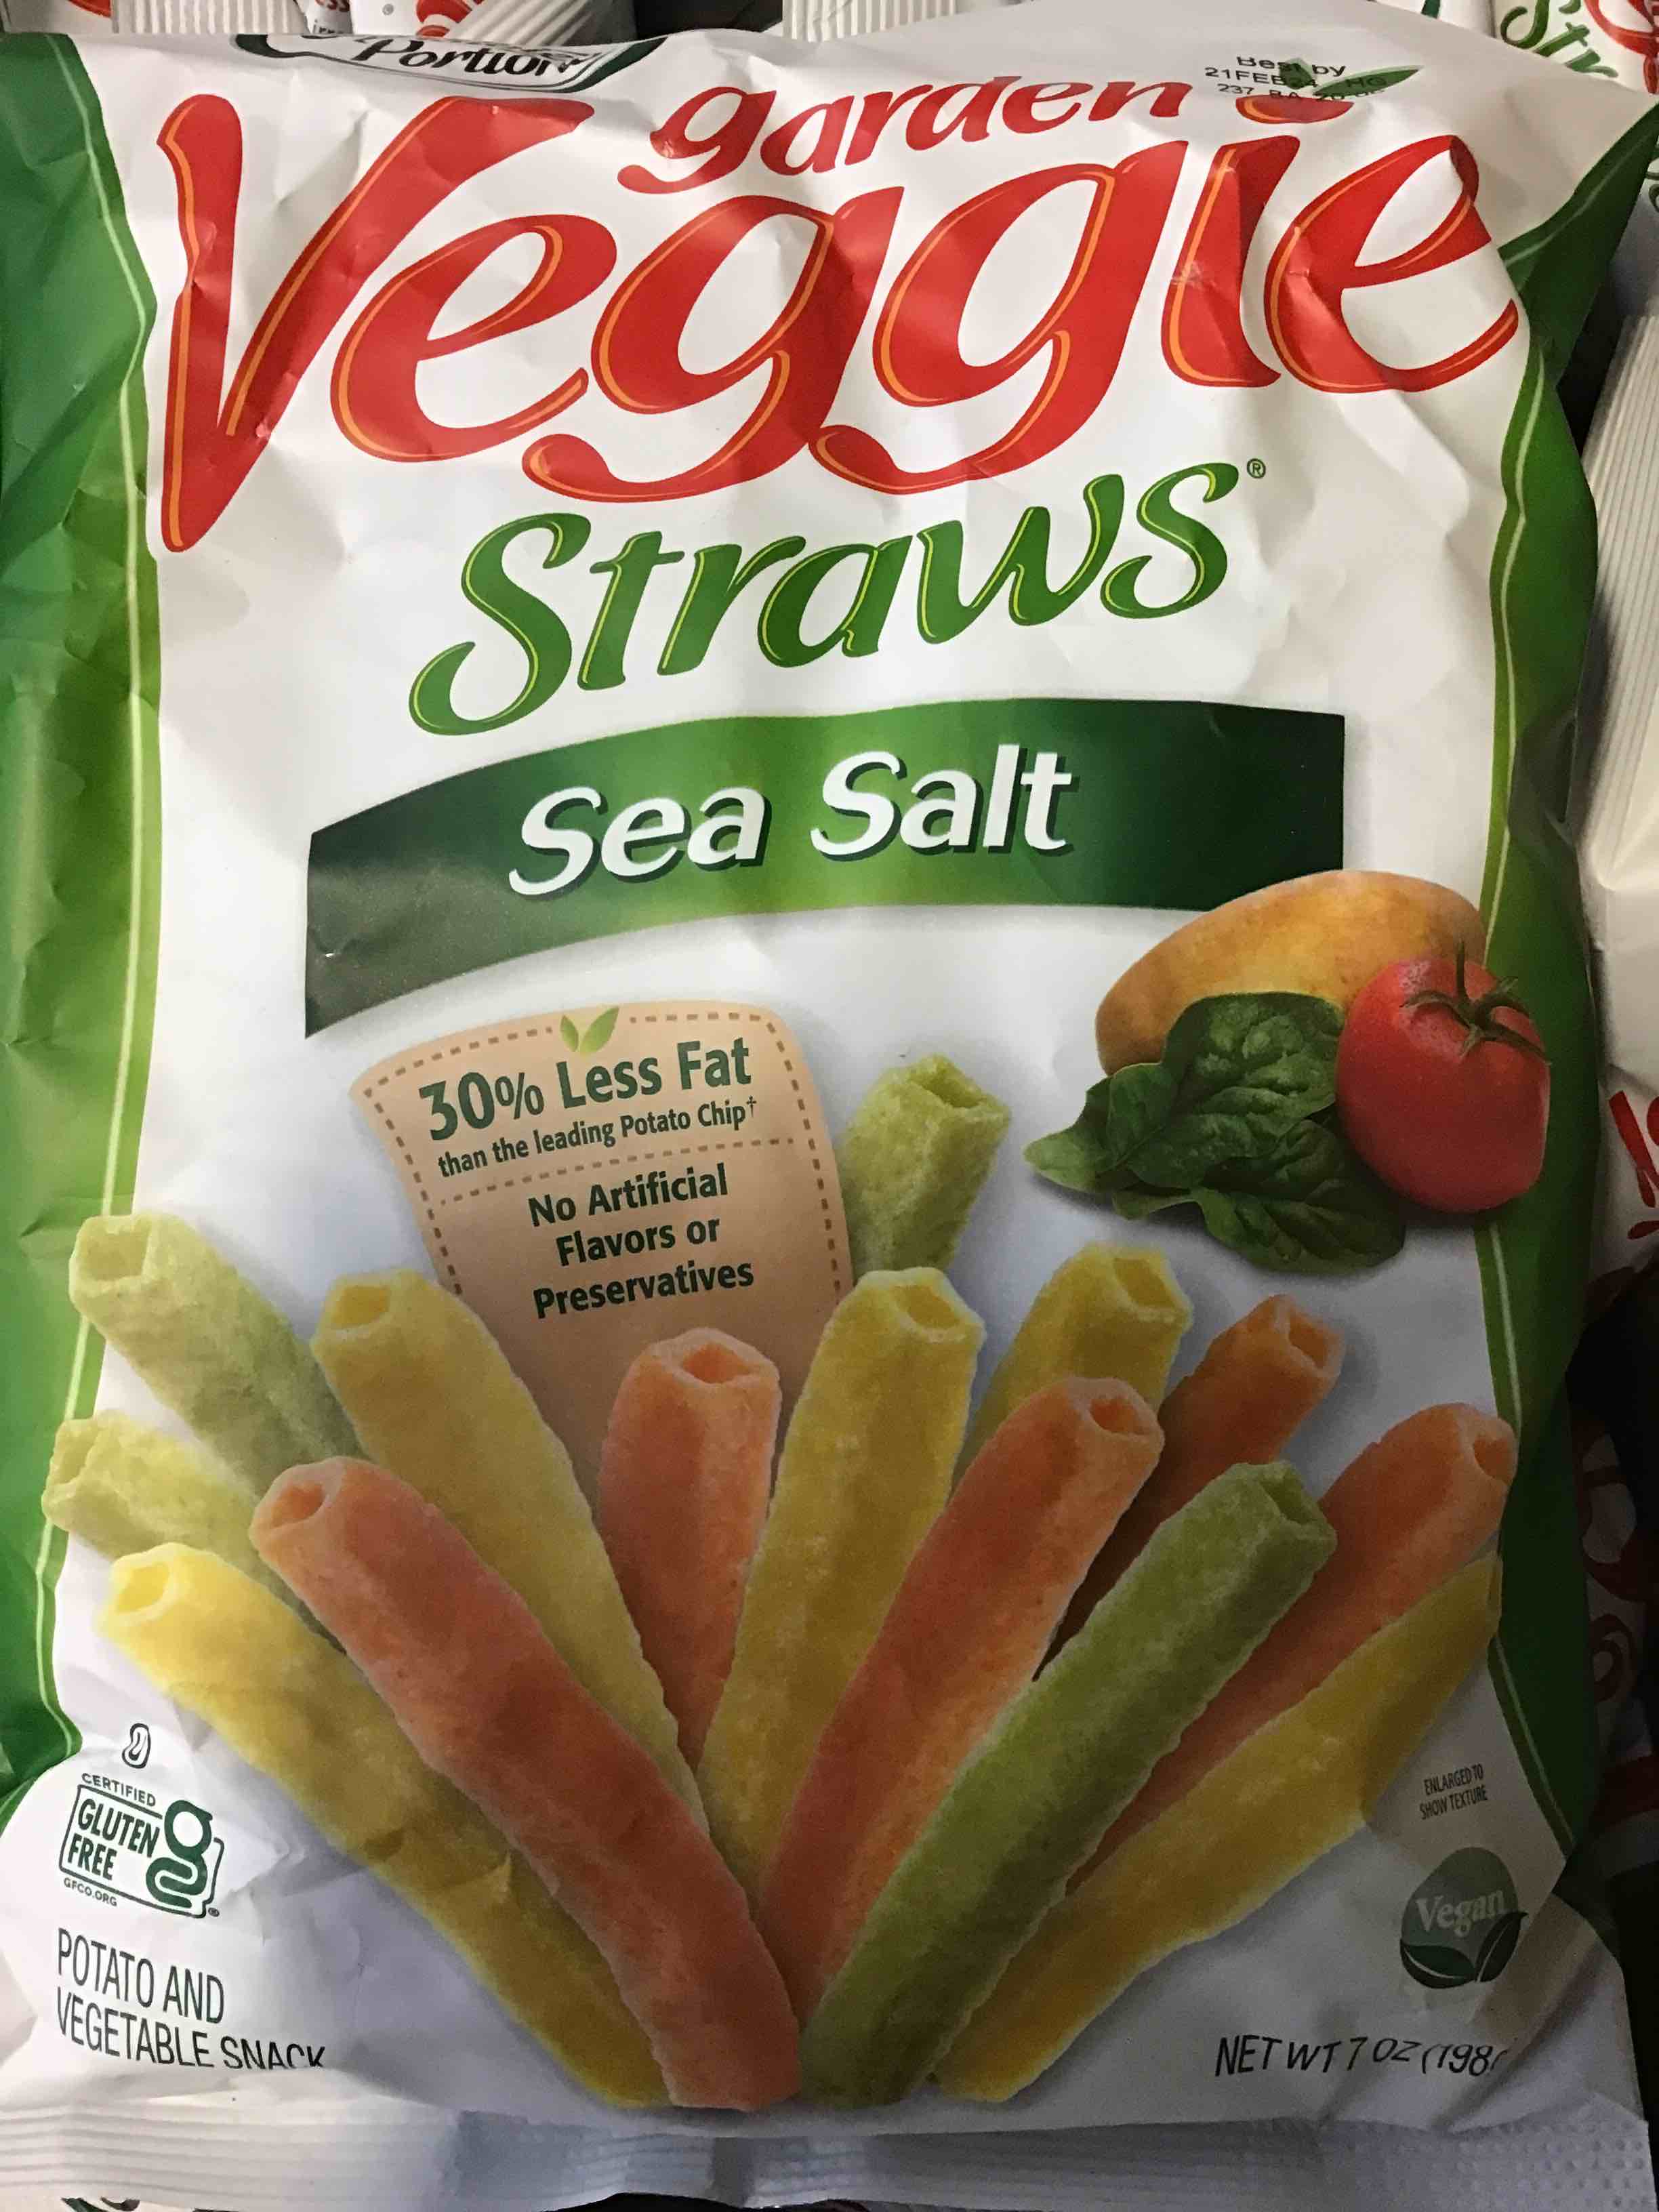 Portion
Best by
21FEB
237
garden
Veggie
Straws®
Sea Salt
30% Less Fat
than the leading Potato Chip†
No Artificial
Flavors or
Preservatives
CERTIFIED
GLUTEN
FREE
GFCO.ORG
ENLARGED TO
SHOW TEXTURE
Vegan
POTATO AND
VEGETABLE SNACK
NET WT 7 OZ (198